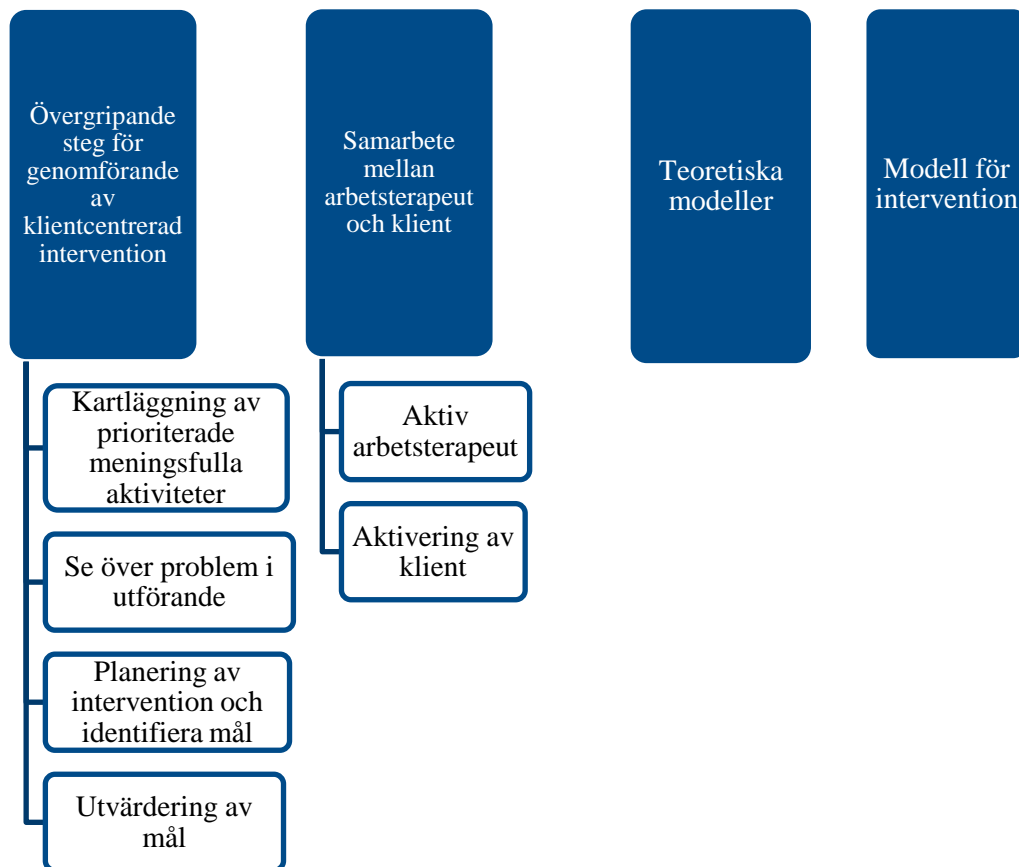 Övergripande
steg för
genomförande
av
klientcentrerad
intervention
Kartläggning av
prioriterade
meningsfulla
aktiviteter
Se över problem i
utförande
Planering av
intervention och
identifiera mål
Utvärdering av
mål
Samarbete
mellan
arbetsterapeut
och klient
Aktiv
arbetsterapeut
Aktivering av
klient
Teoretiska
modeller
Modell för
intervention